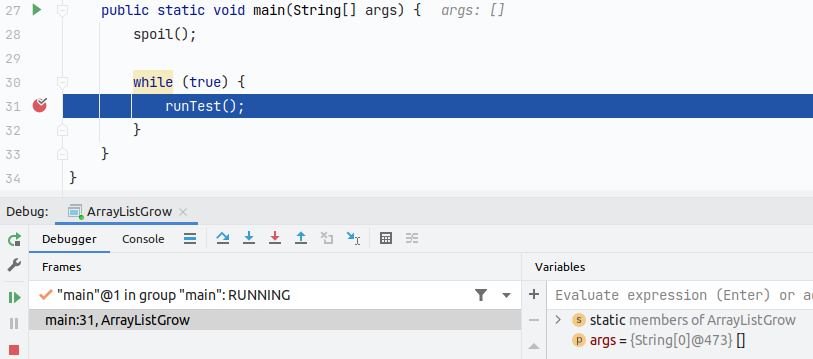 27 public static void main(String[] args) { args: []
28 spoil();
29
30 while (true) {
31 runTest();
32 }
33 }
34 }
Debug: ArrayListGrow
Debugger Console
Frames Variables
"main"@1 in group "main": RUNNING
Evaluate expression (Enter) or a
main:31, ArrayListGrow
static members of ArrayListGrow
args = {String[0]@473} []